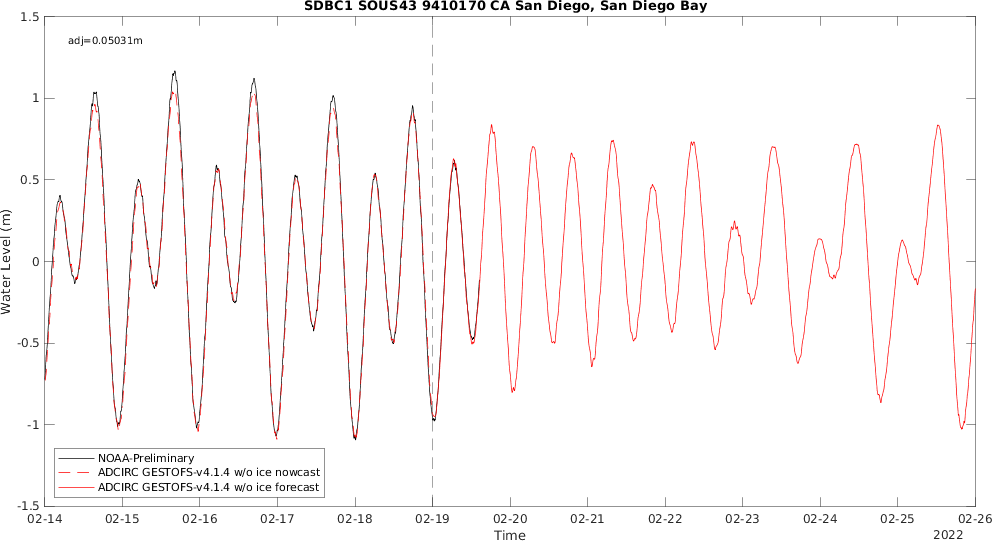 SDBC1 SOUS43 9410170 CA San Diego, San Diego Bay
adj=0.05031m
1.5
1
0.5
0
-0.5
-1
-1.5
Water Level (m)
NOAA-Preliminary
ADCIRC GESTOFS-v4.1.4 w/o ice nowcast
ADCIRC GESTOFS-v4.1.4 w/o ice forecast
02-14 02-15 02-16 02-17 02-18 02-19 02-20 02-21 02-22 02-23 02-24 02-25 02-26
Time
2022